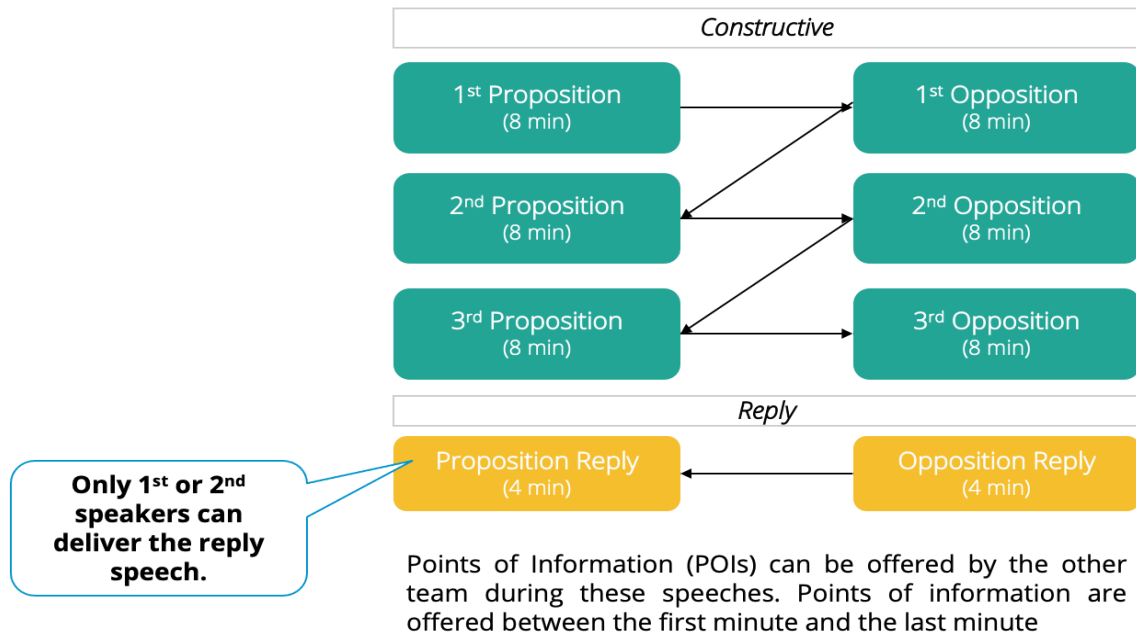 Constructive
1st Proposition
(8 min)
1st Opposition
(8 min)
2nd Proposition
(8 min)
2nd Opposition
(8 min)
3rd Proposition
(8 min)
3rd Opposition
(8 min)
Reply
Proposition Reply
(4 min)
Opposition Reply
(4 min)
Only 1st or 2nd
speakers can
deliver the reply
speech.
Points of Information (POIs) can be offered by the other
team during these speeches. Points of information are
offered between the first minute and the last minute